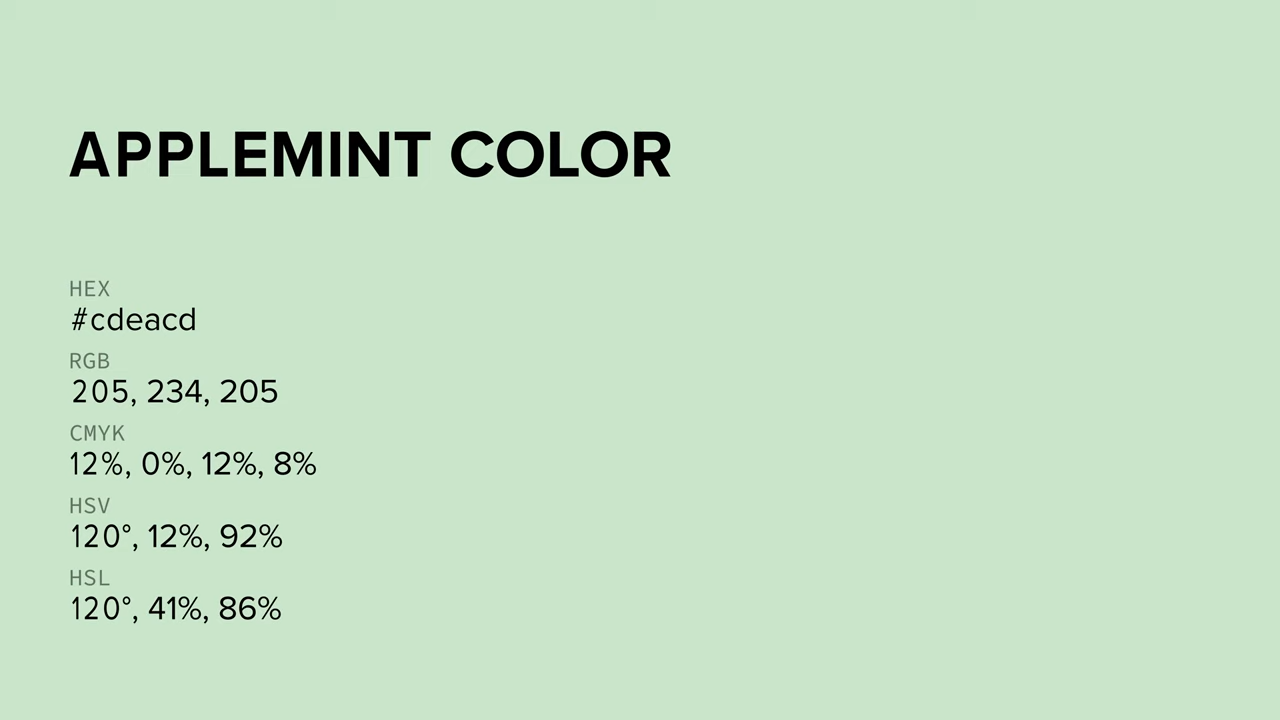 APPLEMINT COLOR
HEX
#cdeacd
RGB
205, 234, 205
CMYK
12%, 0%, 12%, 8%
HSV
120°, 12%, 92%
HSL
120°, 41%, 86%